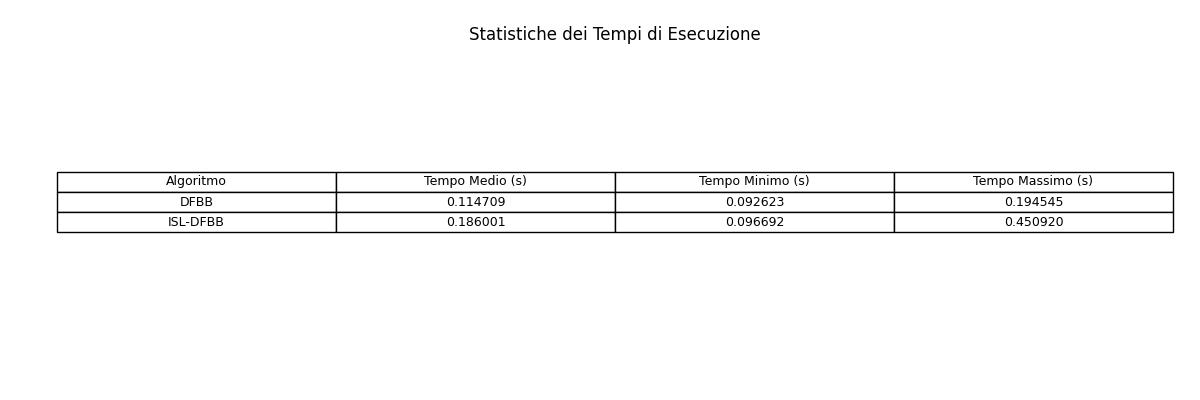 Statistiche dei Tempi di Esecuzione
Algoritmo Tempo Medio (s) Tempo Minimo (s) Tempo Massimo (s)
DFBB 0.114709 0.092623 0.194545
ISL-DFBB 0.186001 0.096692 0.450920